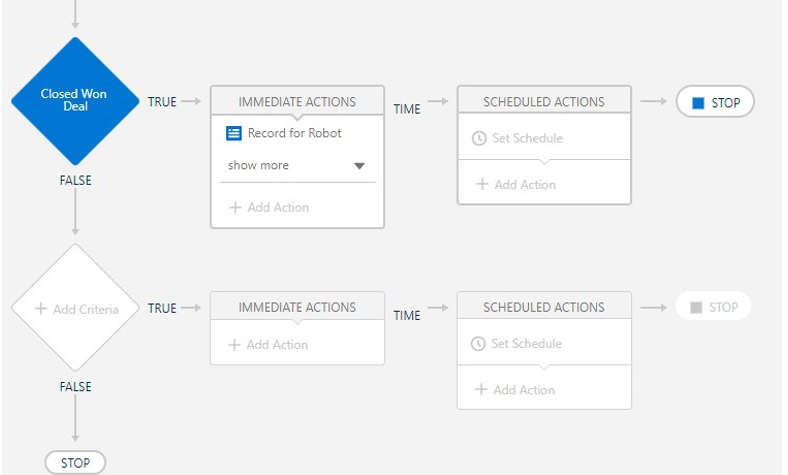 Closed Won
Deal
TRUE
IMMEDIATE ACTIONS
TIME
SCHEDULED ACTIONS
STOP
Record for Robot
Set Schedule
show more
+ Add Action
FALSE
+ Add Action
+ Add Criteria
TRUE
IMMEDIATE ACTIONS
TIME
SCHEDULED ACTIONS
STOP
+ Add Action
Set Schedule
+ Add Action
FALSE
STOP